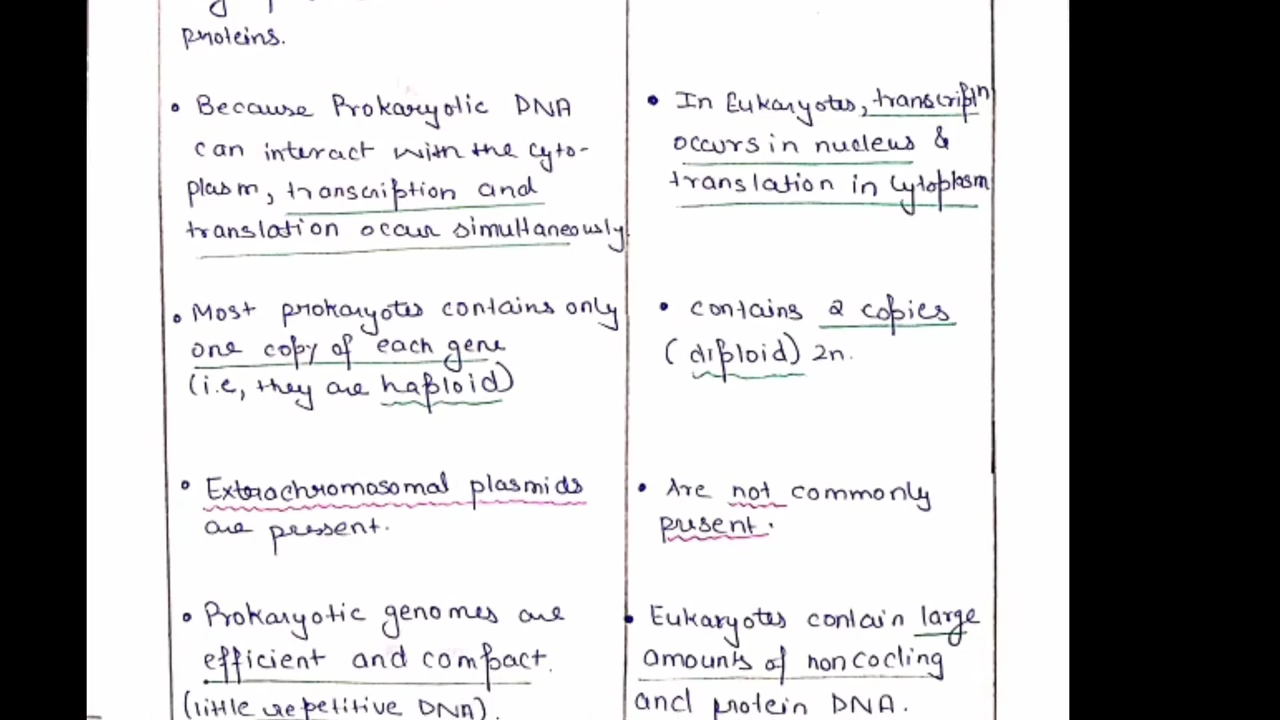 proteins.
• Because Prokaryotic DNA
can interact with the cyto-
plasm, transcription and
translation occur simultaneously
• Most prokaryotes contains only
one copy of each gene
(i.e, they are haploid)
• Extrachromosomal plasmids
are present.
• Prokaryotic genomes are
efficient and compact.
(little repetitive DNA).
• In Eukaryotes, transcriptn
occurs in nucleus &
translation in Cytoplasm
• contains 2 copies
(diploid) 2n.
• Are not commonly
present.
• Eukaryotes contain large
amounts of noncocling
and protein DNA.